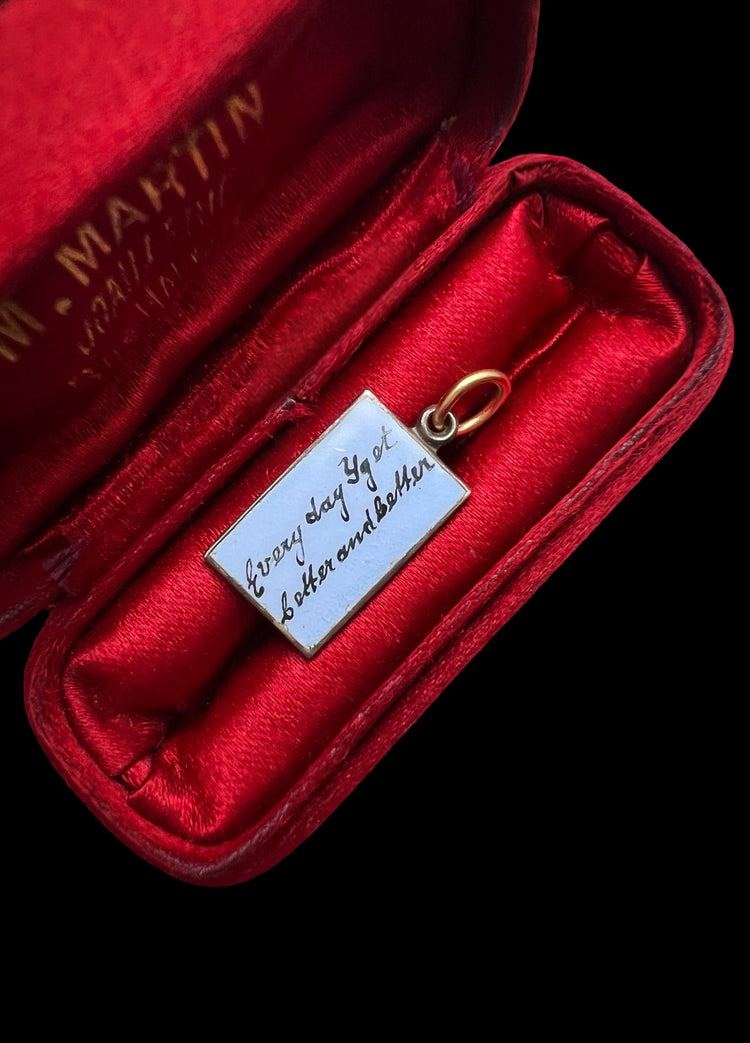 M. MARTIN
Every day Y get
better and better